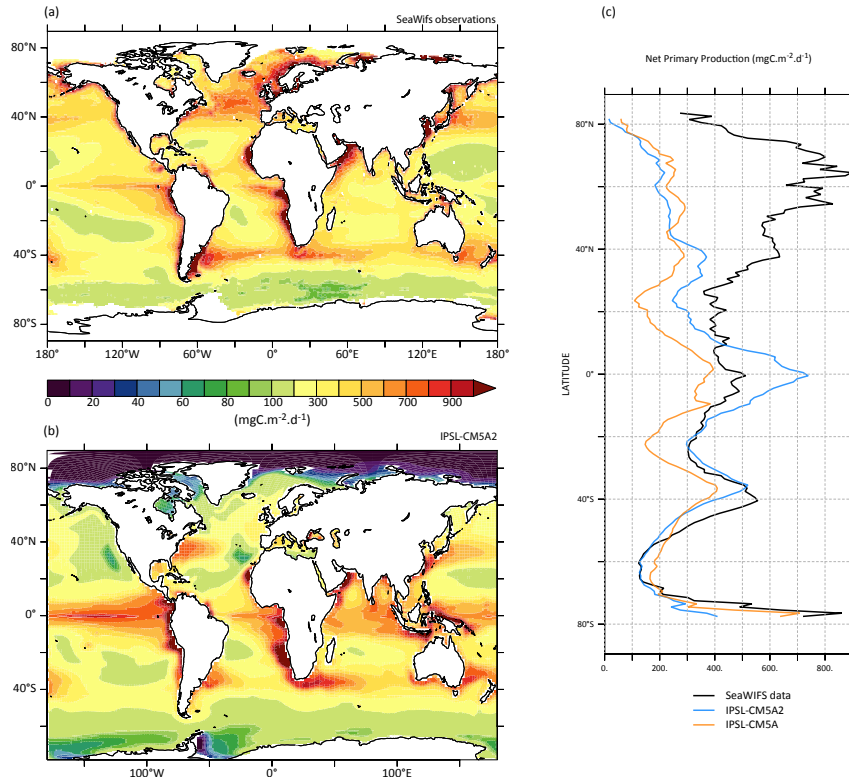 (a)
SeaWifs observations
80°N
40°N
0°
40°S
80°S
180° 120°W 60°W 0° 60°E 120°E 180°
0 20 40 60 80 100 300 500 700 900
(mgC.m⁻².d⁻¹)
(b)
IPSL-CM5A2
80°N
40°N
0°
40°S
100°W 0° 100°E
(c)
Net Primary Production (mgC.m⁻².d⁻¹)
80°N
40°N
0°
40°S
80°S
LATITUDE
0. 200. 400. 600. 800.
SeaWIFS data
IPSL-CM5A2
IPSL-CM5A